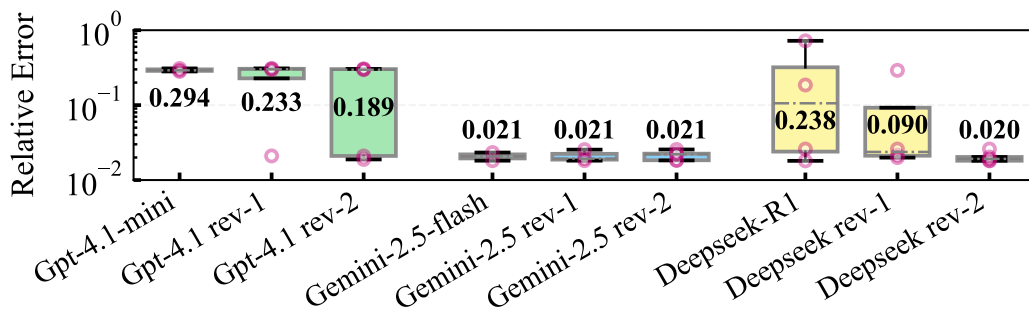 Relative Error
10^0
10^-1
10^-2
0.294
0.233
0.189
0.021
0.021
0.021
0.238
0.090
0.020
Gpt-4.1-mini
Gpt-4.1 rev-1
Gpt-4.1 rev-2
Gemini-2.5-flash
Gemini-2.5 rev-1
Gemini-2.5 rev-2
Deepseek-R1
Deepseek rev-1
Deepseek rev-2